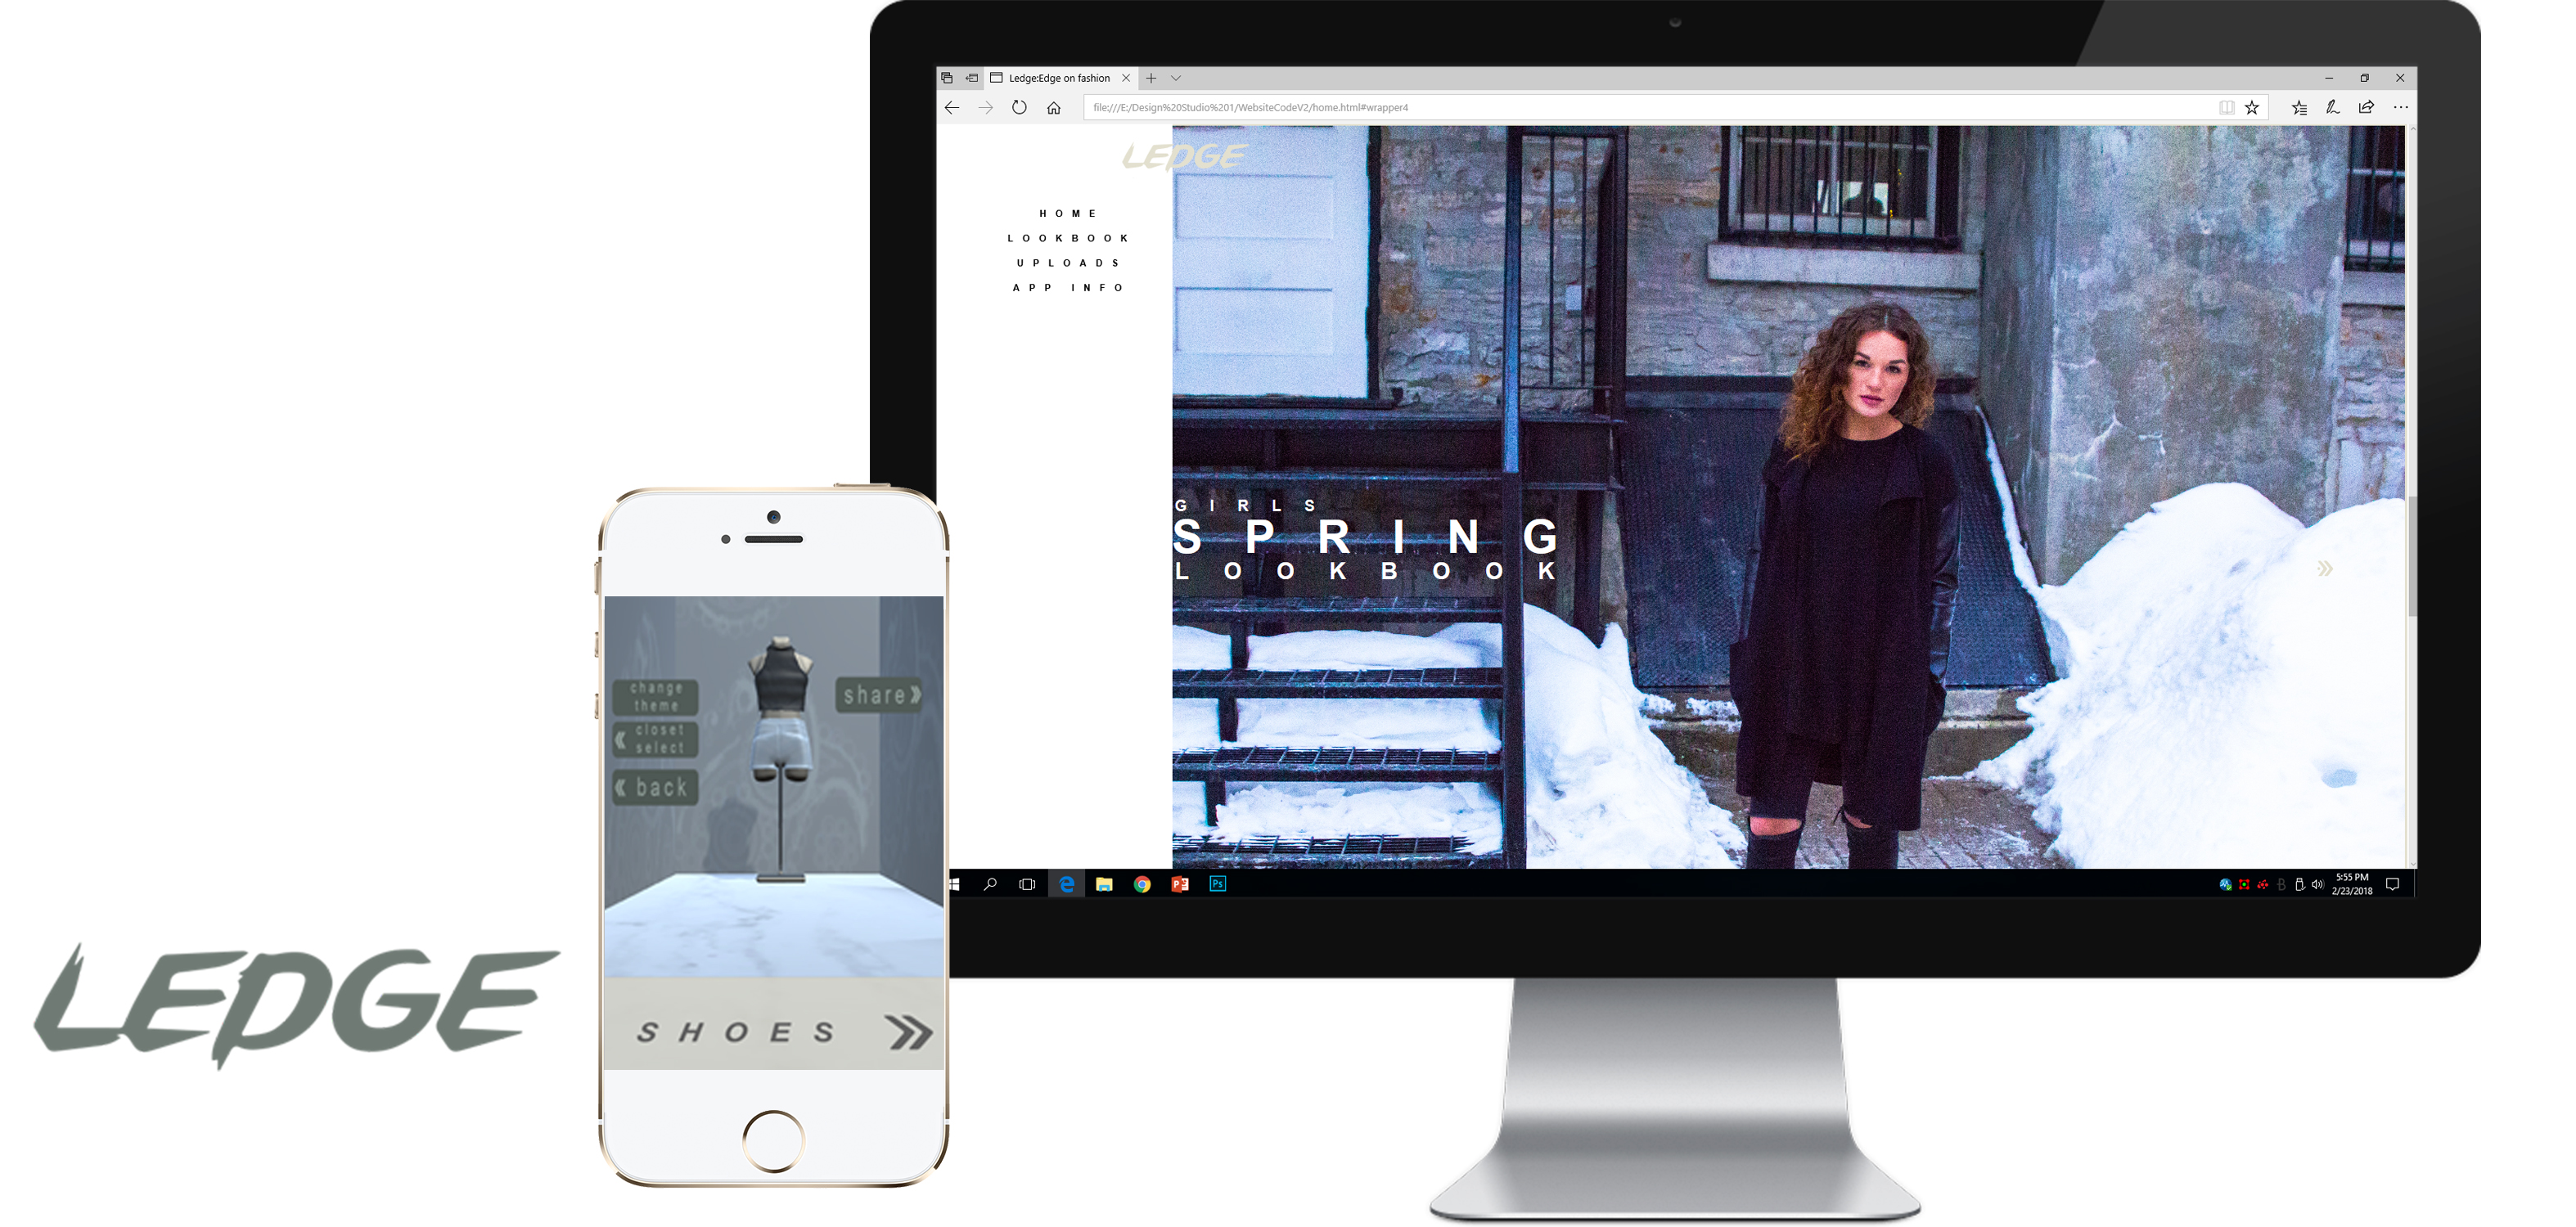 Ledge:Edge on fashion
file:///E:/Design%20Studio%201/WebsiteCodeV2/home.html#wrapper4
LEDGE
HOME
LOOKBOOK
UPLOADS
APP INFO
GIRLS
SPRING
LOOKBOOK
Ps
5:55 PM
2/23/2018
change
theme
closet
select
back
share
SHOES
LEDGE